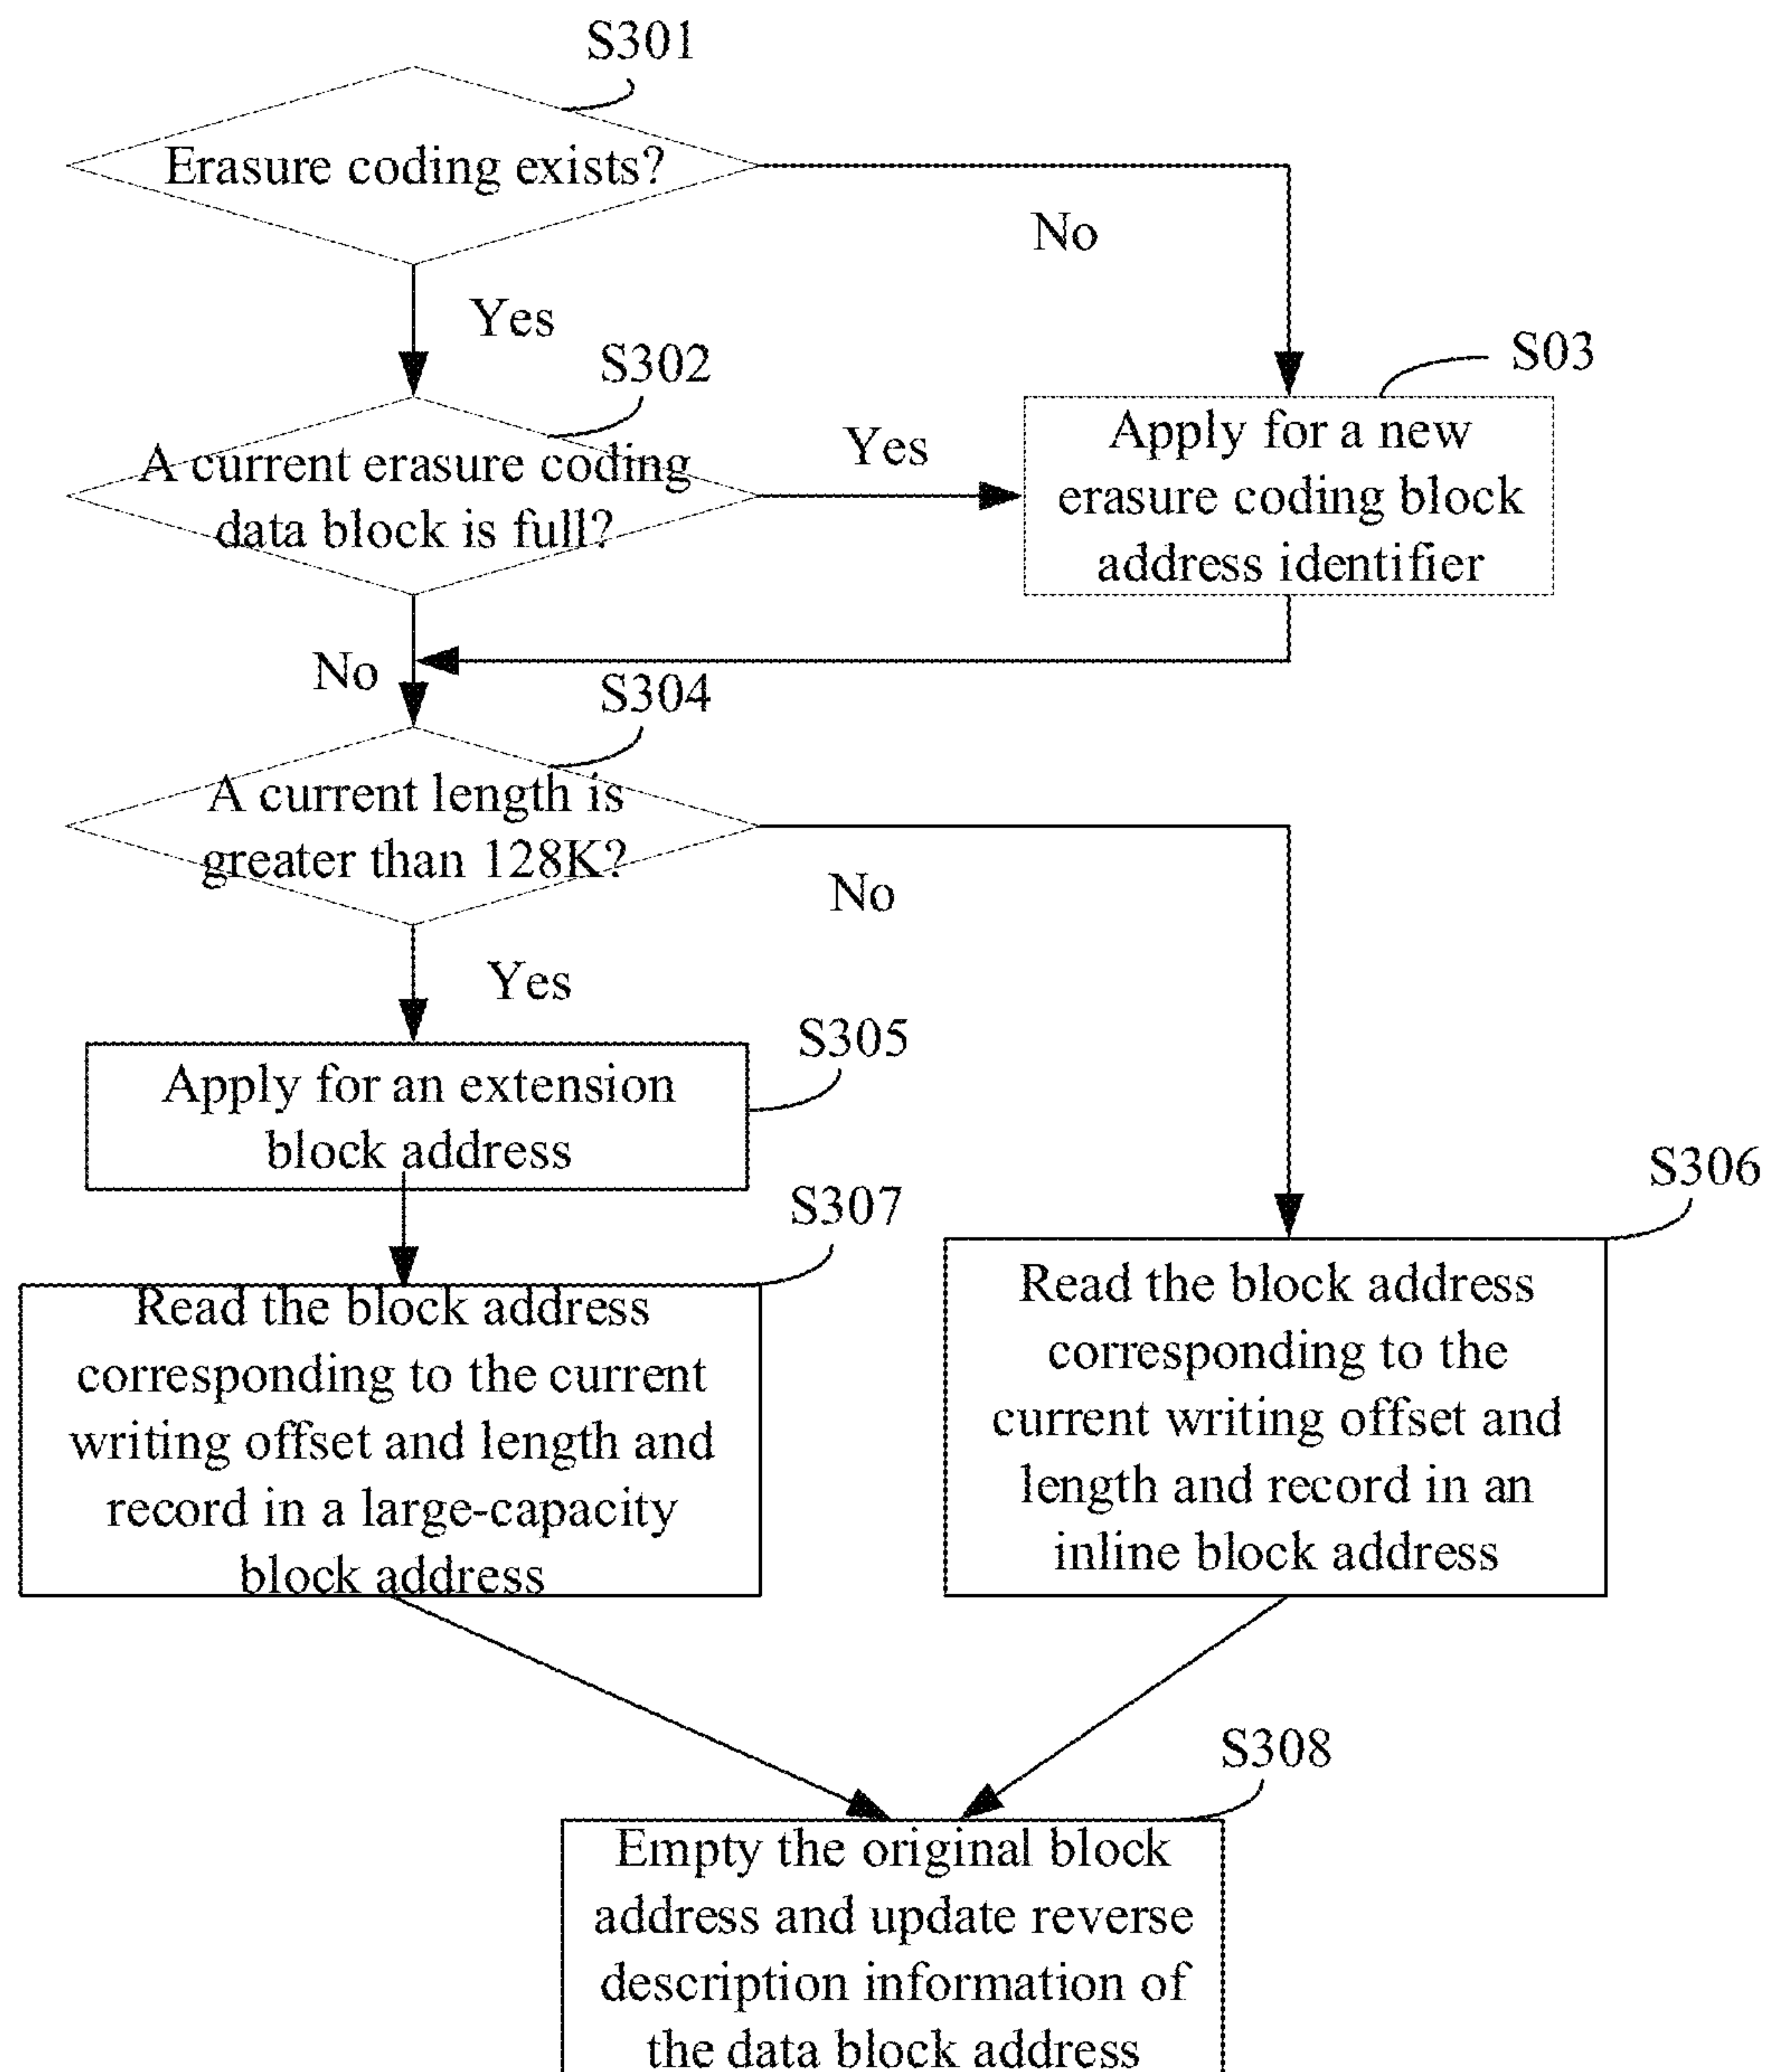 S301
Erasure coding exists?
No
Yes
S302
S03
A current erasure coding
data block is full?
Yes
Apply for a new
erasure coding block
address identifier
No
S304
A current length is
greater than 128K?
No
Yes
S305
Apply for an extension
block address
S307
S306
Read the block address
corresponding to the current
writing offset and length and
record in a large-capacity
block address
Read the block address
corresponding to the
current writing offset and
length and record in an
inline block address
S308
Empty the original block
address and update reverse
description information of
the data block address